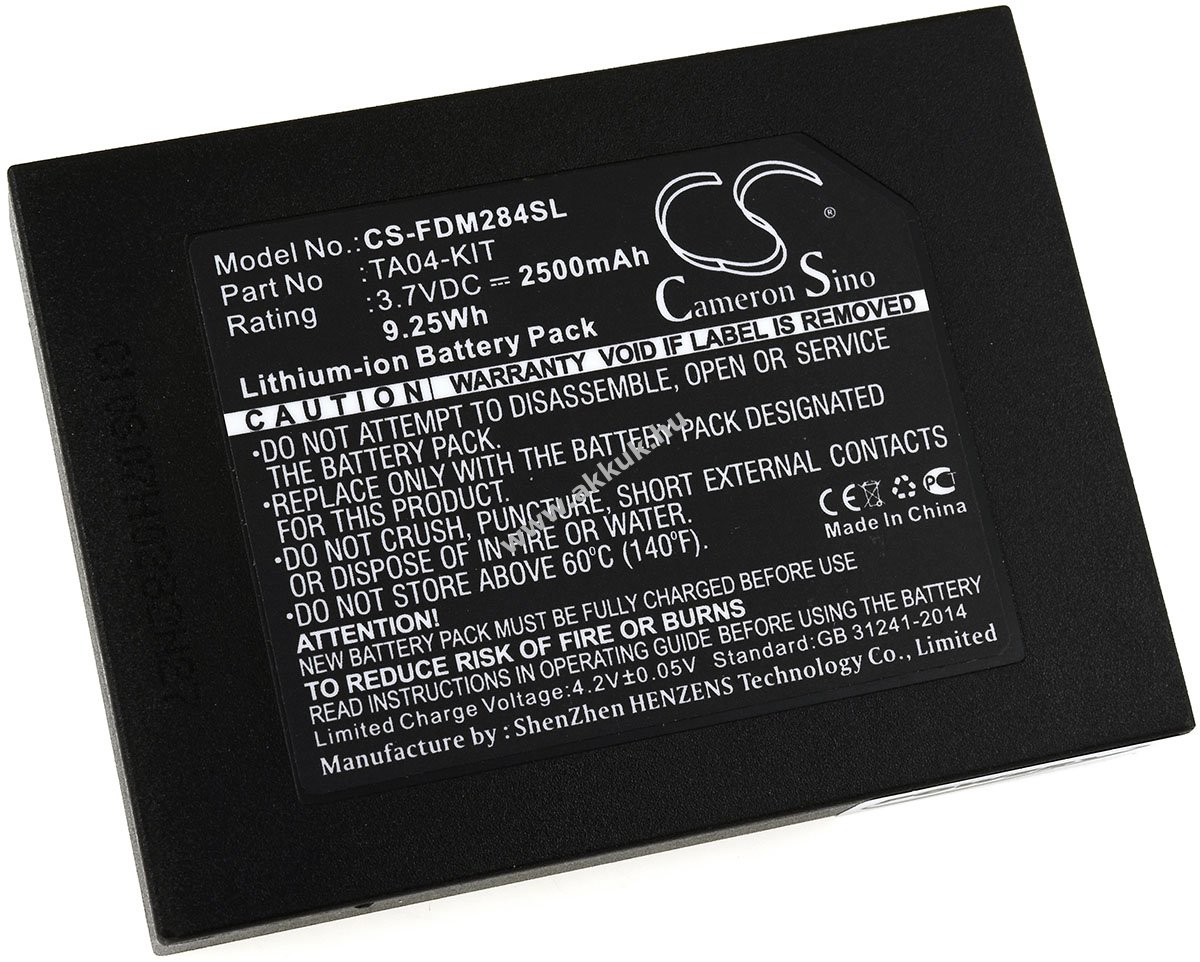 Model No.: CS-FDM284SL
Part No : TA04-KIT
Rating : 3.7VDC ⎓ 2500mAh
9.25Wh
Lithium-ion Battery Pack
CS ®
Cameron Sino
CAUTION WARRANTY VOID IF LABEL IS REMOVED
•DO NOT ATTEMPT TO DISASSEMBLE, OPEN OR SERVICE
THE BATTERY PACK.
•REPLACE ONLY WITH THE BATTERY PACK DESIGNATED
FOR THIS PRODUCT.
•DO NOT CRUSH, PUNCTURE, SHORT EXTERNAL CONTACTS
OR DISPOSE OF IN FIRE OR WATER.
•DO NOT STORE ABOVE 60°C (140°F).
CE PC
Made In China
ATTENTION!
NEW BATTERY PACK MUST BE FULLY CHARGED BEFORE USE
TO REDUCE RISK OF FIRE OR BURNS
READ INSTRUCTIONS IN OPERATING GUIDE BEFORE USING THE BATTERY
Limited Charge Voltage:4.2V±0.05V Standard:GB 31241-2014
Manufacture by : ShenZhen HENZENS Technology Co., Limited
www.akkuk.hu